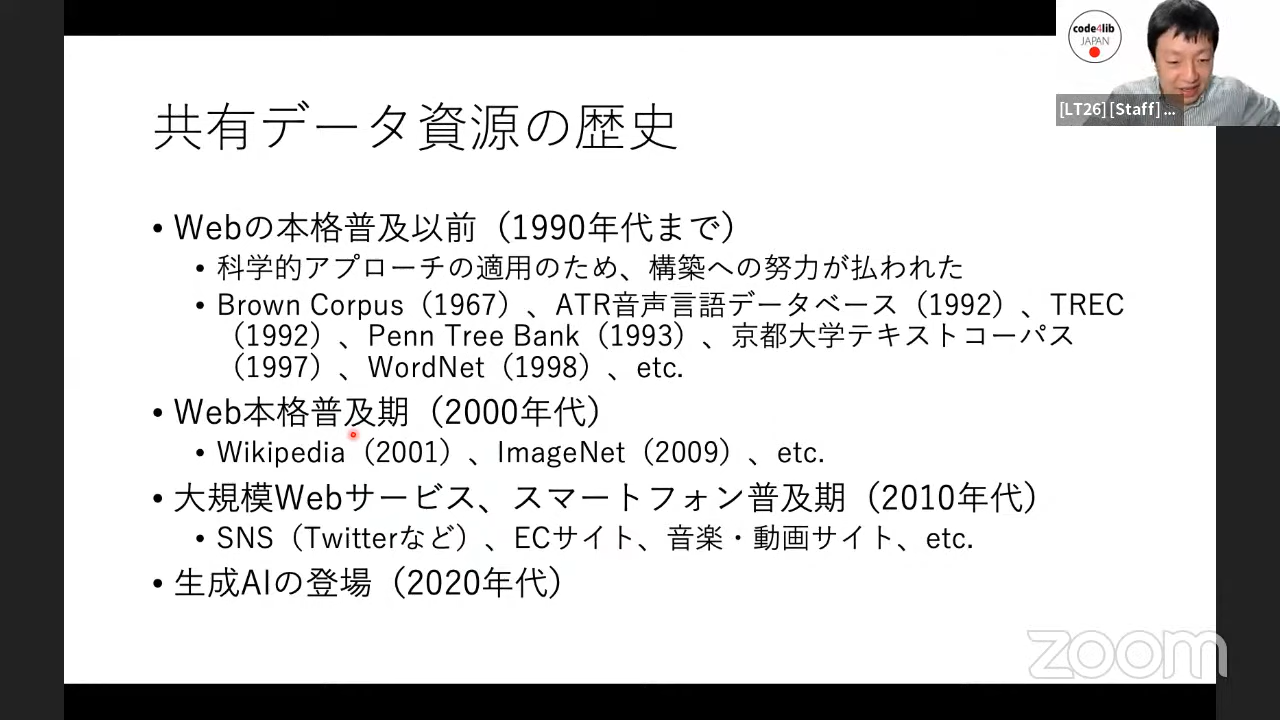 code4lib
JAPAN
[LT26] [Staff] ...
共有データ資源の歴史
• Webの本格普及以前（1990年代まで）
• 科学的アプローチの適用のため、構築への努力が払われた
• Brown Corpus（1967）、ATR音声言語データベース（1992）、TREC
（1992）、Penn Tree Bank（1993）、京都大学テキストコーパス
（1997）、WordNet（1998）、etc.
• Web本格普及期（2000年代）
• Wikipedia（2001）、ImageNet（2009）、etc.
• 大規模Webサービス、スマートフォン普及期（2010年代）
• SNS（Twitterなど）、ECサイト、音楽・動画サイト、etc.
• 生成AIの登場（2020年代）
zoom